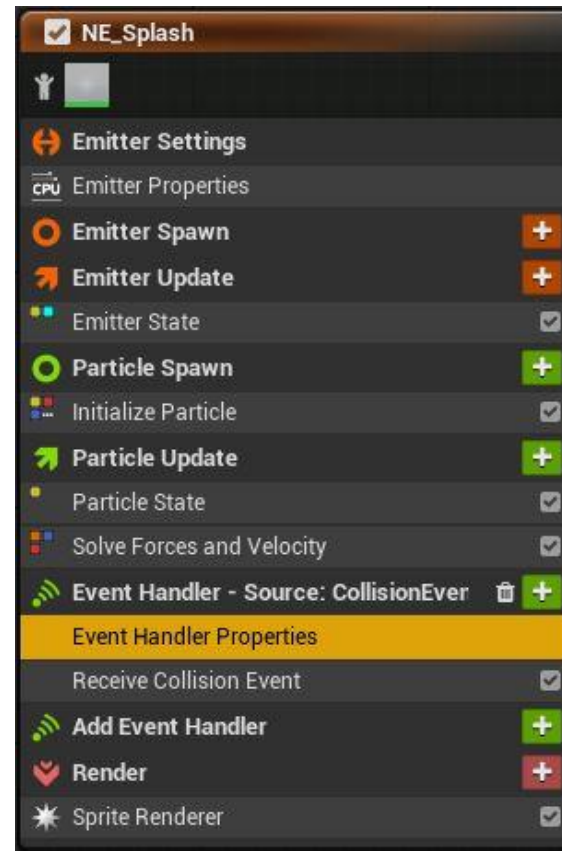 NE_Splash
Emitter Settings
CPU Emitter Properties
Emitter Spawn
Emitter Update
Emitter State
Particle Spawn
Initialize Particle
Particle Update
Particle State
Solve Forces and Velocity
Event Handler - Source: CollisionEver
Event Handler Properties
Receive Collision Event
Add Event Handler
Render
Sprite Renderer